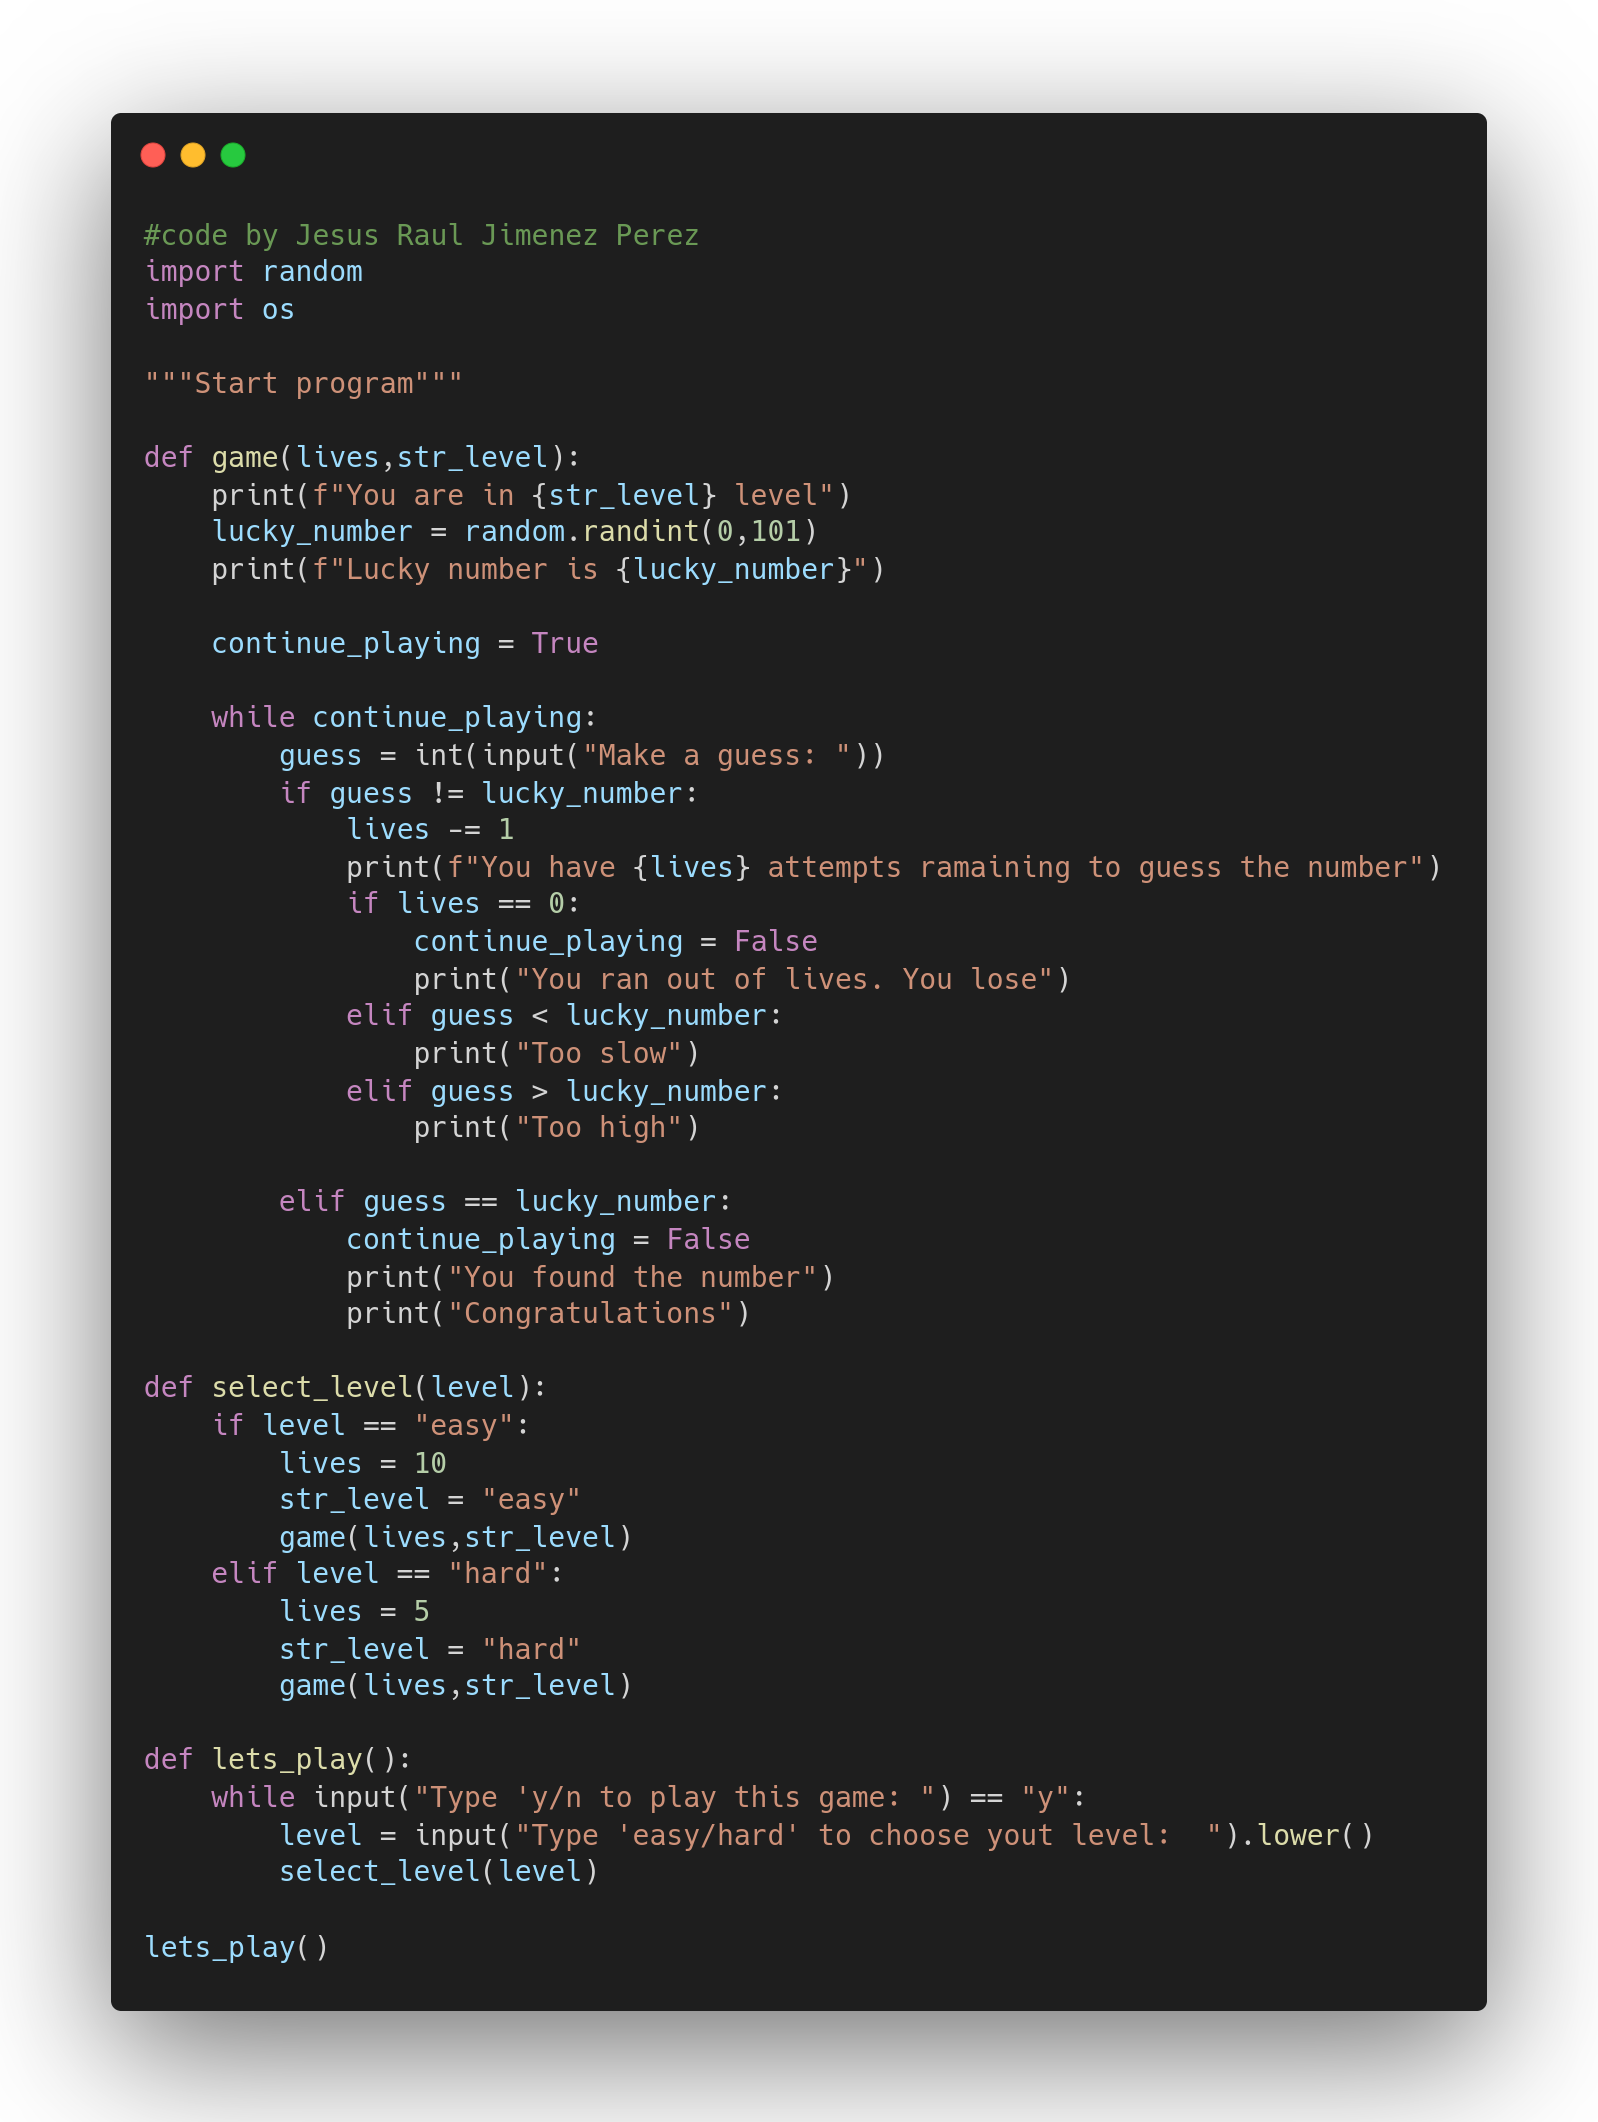 #code by Jesus Raul Jimenez Perez
import random
import os

"""Start program"""

def game(lives,str_level):
    print(f"You are in {str_level} level")
    lucky_number = random.randint(0,101)
    print(f"Lucky number is {lucky_number}")

    continue_playing = True

    while continue_playing:
        guess = int(input("Make a guess: "))
        if guess != lucky_number:
            lives -= 1
            print(f"You have {lives} attempts ramaining to guess the number")
            if lives == 0:
                continue_playing = False
                print("You ran out of lives. You lose")
            elif guess < lucky_number:
                print("Too slow")
            elif guess > lucky_number:
                print("Too high")

        elif guess == lucky_number:
            continue_playing = False
            print("You found the number")
            print("Congratulations")

def select_level(level):
    if level == "easy":
        lives = 10
        str_level = "easy"
        game(lives,str_level)
    elif level == "hard":
        lives = 5
        str_level = "hard"
        game(lives,str_level)

def lets_play():
    while input("Type 'y/n to play this game: ") == "y":
        level = input("Type 'easy/hard' to choose yout level:  ").lower()
        select_level(level)

lets_play()